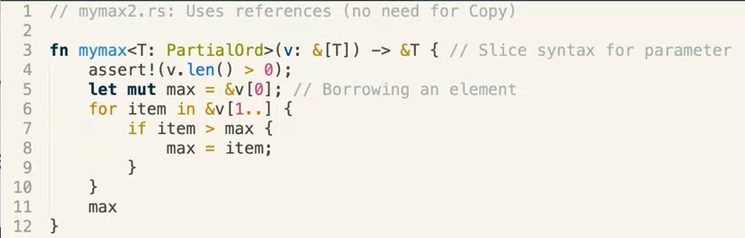 1 // mymax2.rs: Uses references (no need for Copy)
2
3 fn mymax<T: PartialOrd>(v: &[T]) -> &T { // Slice syntax for parameter
4     assert!(v.len() > 0);
5     let mut max = &v[0]; // Borrowing an element
6     for item in &v[1..] {
7         if item > max {
8             max = item;
9         }
10     }
11     max
12 }